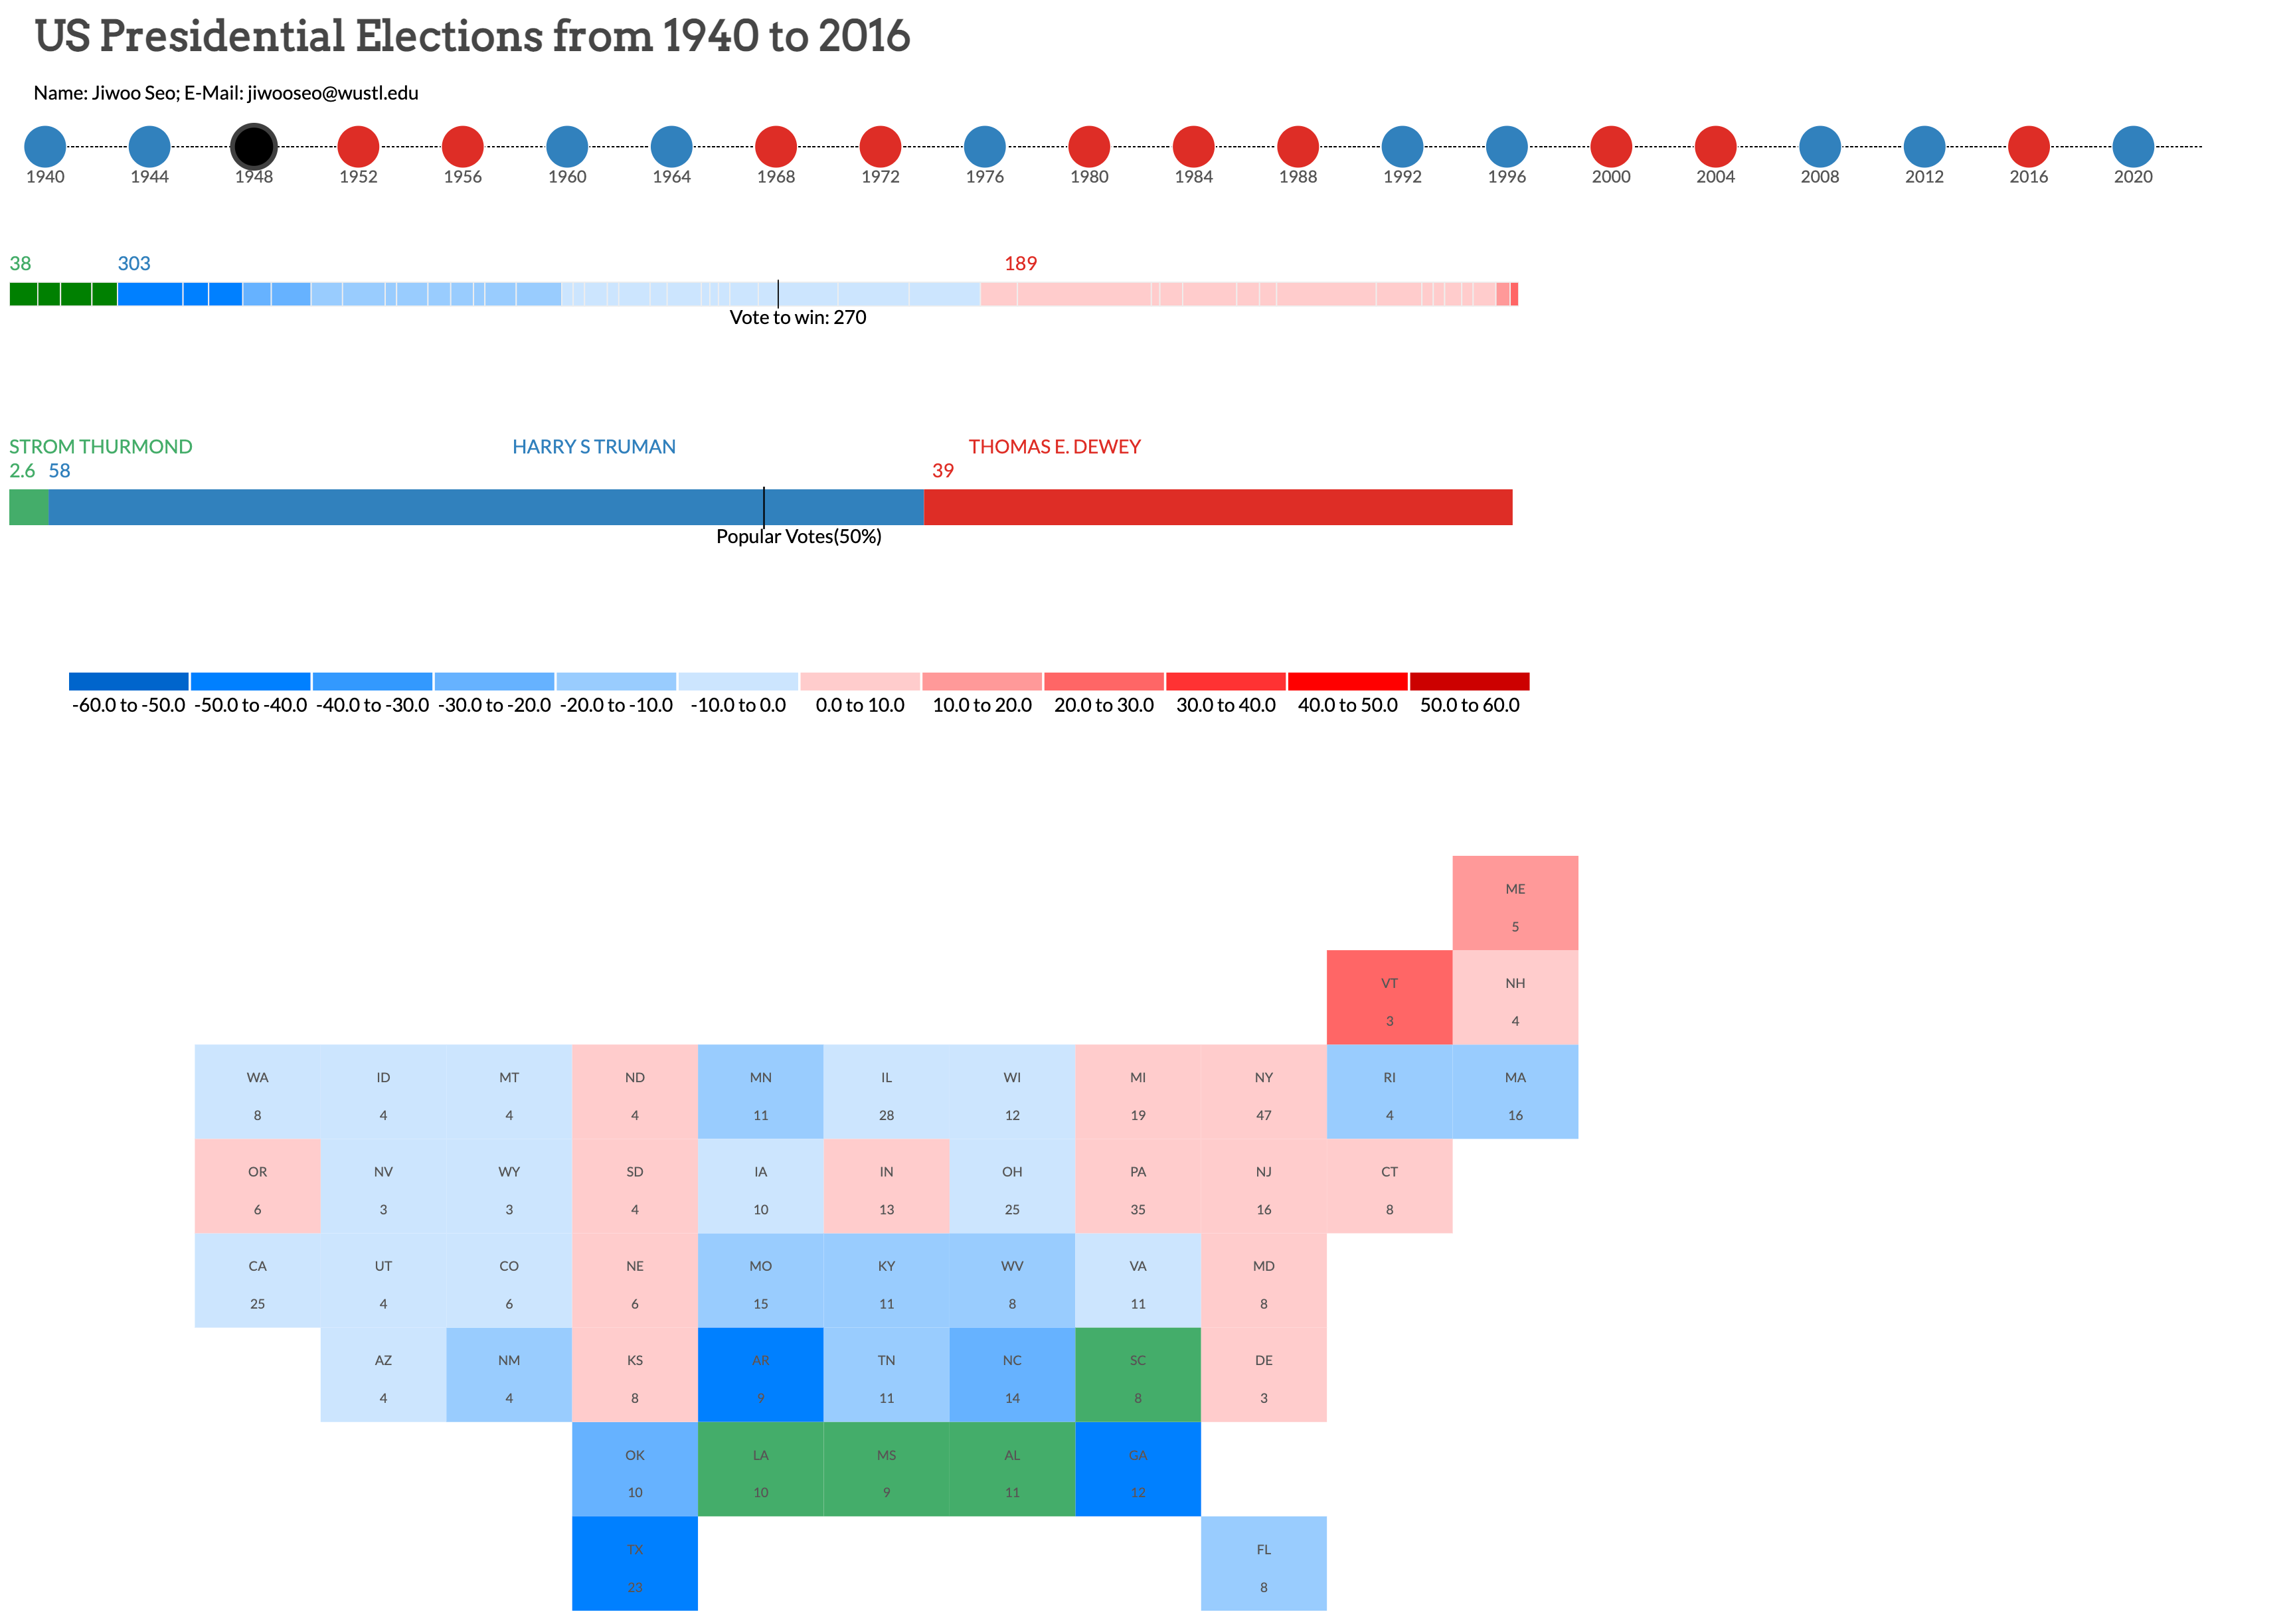 US Presidential Elections from 1940 to 2016
Name: Jiwoo Seo; E-Mail: jiwooseo@wustl.edu
1940 1944 1948 1952 1956 1960 1964 1968 1972 1976 1980 1984 1988 1992 1996 2000 2004 2008 2012 2016 2020
38 303 189
Vote to win: 270
STROM THURMOND HARRY S TRUMAN THOMAS E. DEWEY
2.6 58 39
Popular Votes(50%)
-60.0 to -50.0 -50.0 to -40.0 -40.0 to -30.0 -30.0 to -20.0 -20.0 to -10.0 -10.0 to 0.0 0.0 to 10.0 10.0 to 20.0 20.0 to 30.0 30.0 to 40.0 40.0 to 50.0 50.0 to 60.0
ME
5
VT NH
3 4
WA ID MT ND MN IL WI MI NY RI MA
8 4 4 4 11 28 12 19 47 4 16
OR NV WY SD IA IN OH PA NJ CT
6 3 3 4 10 13 25 35 16 8
CA UT CO NE MO KY WV VA MD
25 4 6 6 15 11 8 11 8
AZ NM KS AR TN NC SC DE
4 4 8 9 11 14 8 3
OK LA MS AL GA
10 10 9 11 12
TX FL
23 8